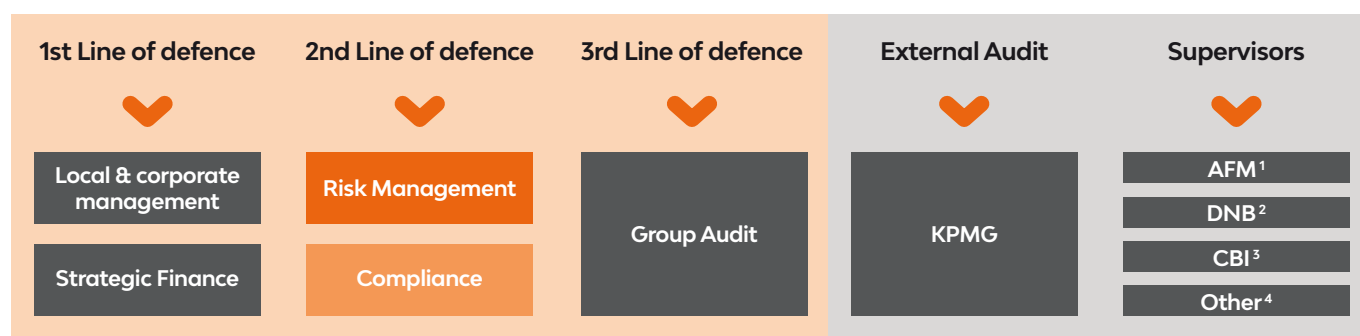 1st Line of defence
Local & corporate
management
Strategic Finance
2nd Line of defence
Risk Management
Compliance
3rd Line of defence
Group Audit
External Audit
KPMG
Supervisors
AFM ¹
DNB ²
CBI ³
Other ⁴